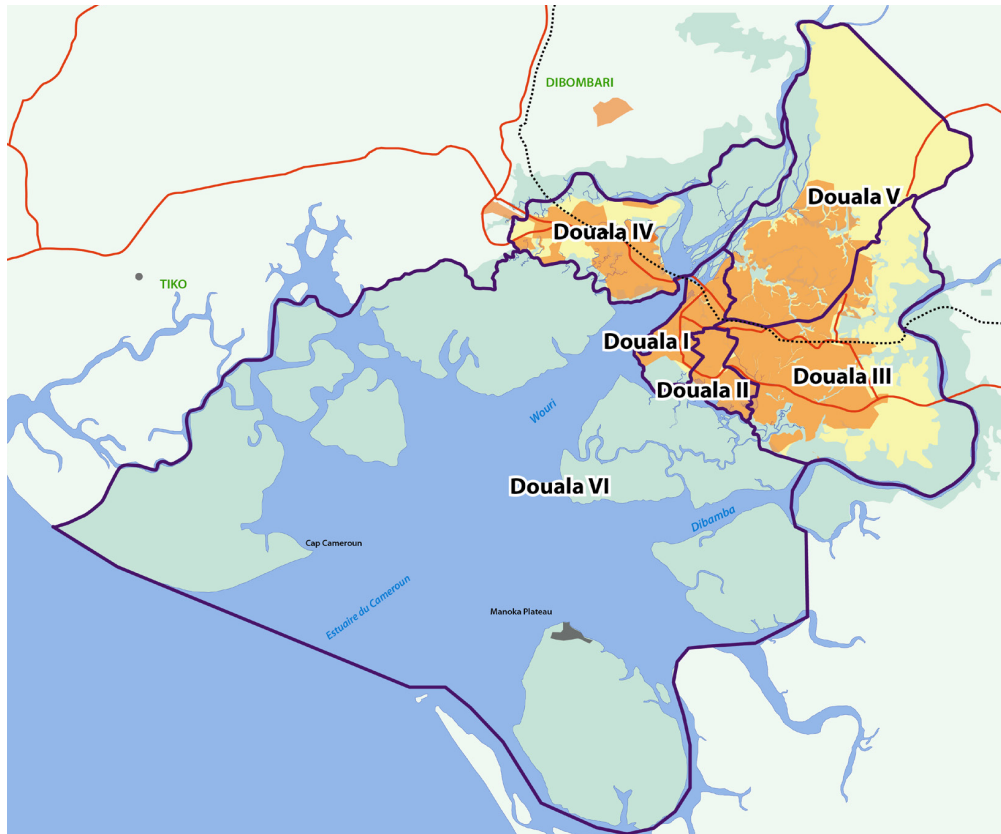 DIBOMBARI
Douala V
Douala IV
TIKO
Douala I
Douala III
Douala II
Wouri
Douala VI
Dibamba
Cap Cameroun
Estuaire du Cameroun
Manoka Plateau